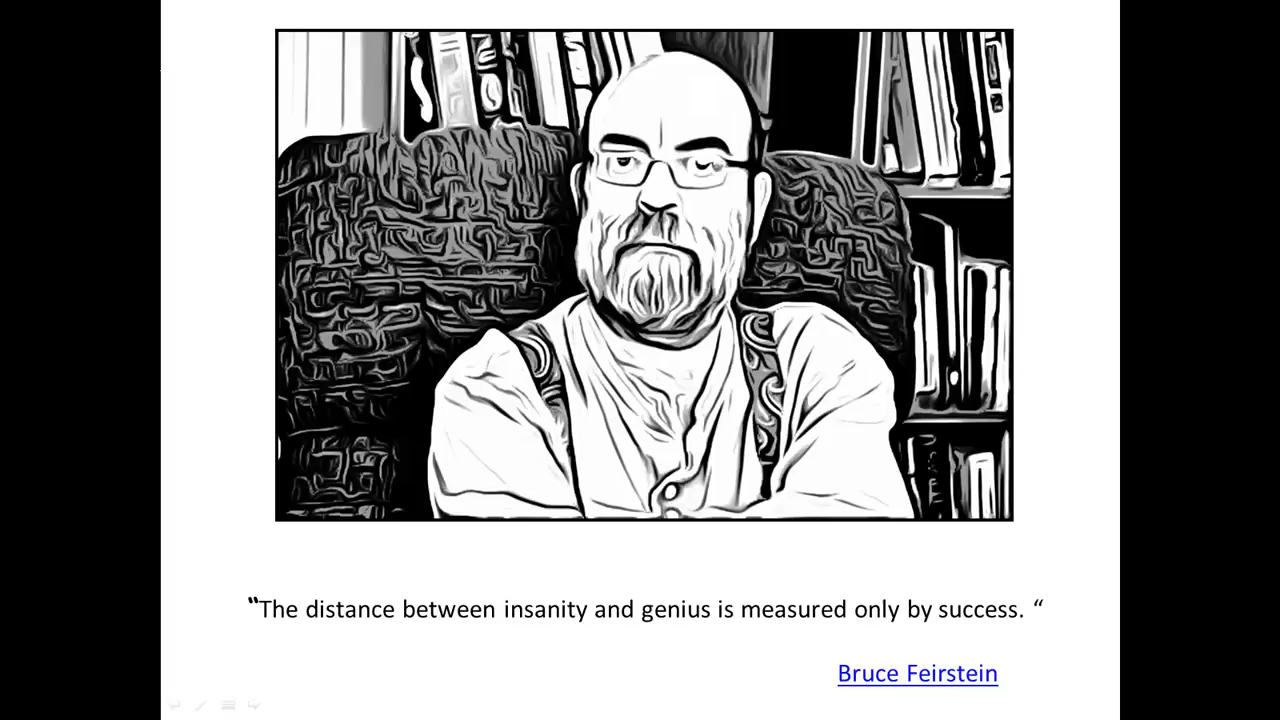 ‟The distance between insanity and genius is measured only by success. “
Bruce Feirstein